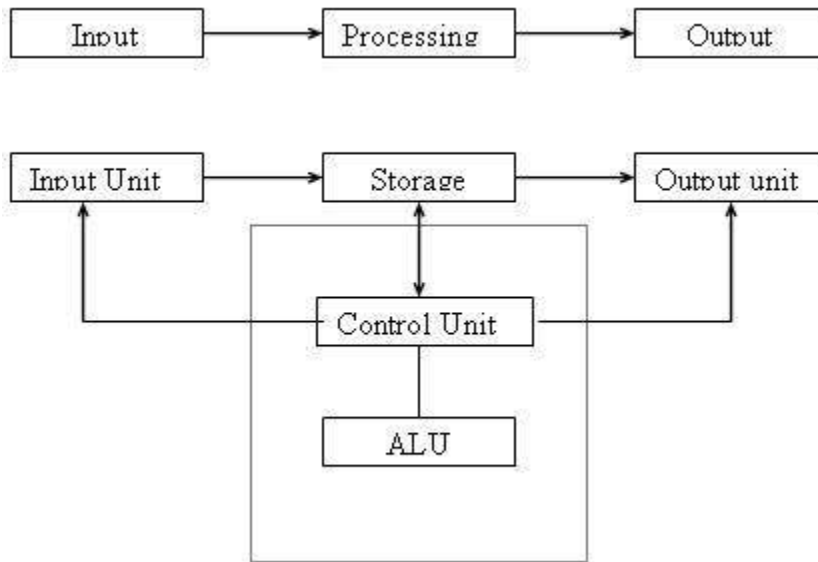 Input
Processing
Output
Input Unit
Storage
Output unit
Control Unit
ALU